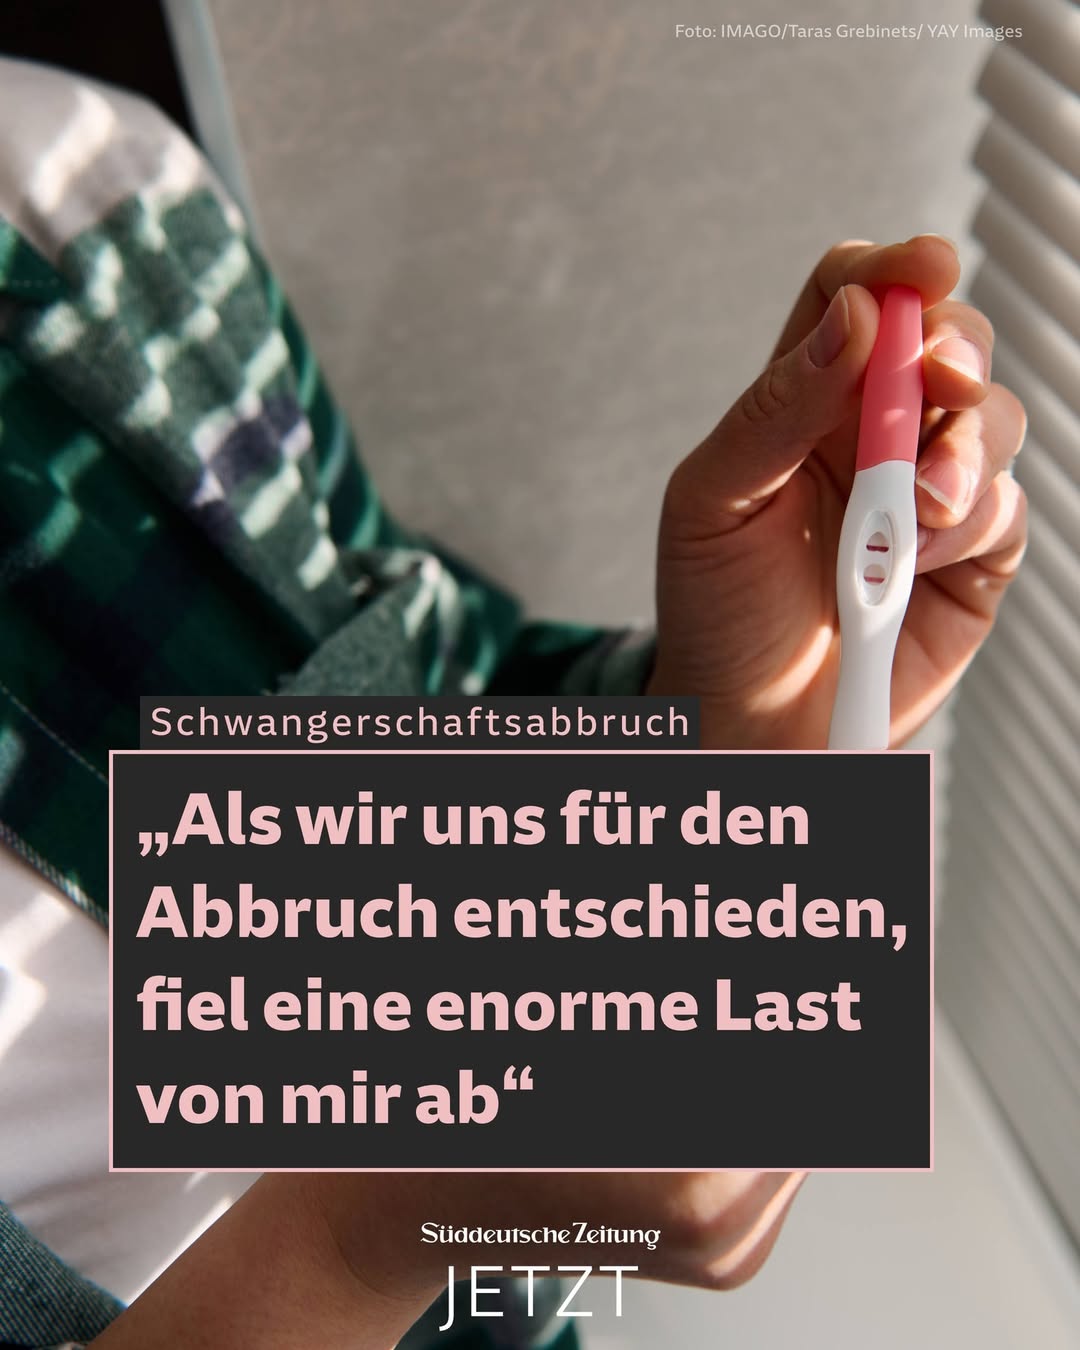 Foto: IMAGO/Taras Grebinets/ YAY Images
Schwangerschaftsabbruch
„Als wir uns für den
Abbruch entschieden,
fiel eine enorme Last
von mir ab“
Süddeutsche Zeitung
JETZT